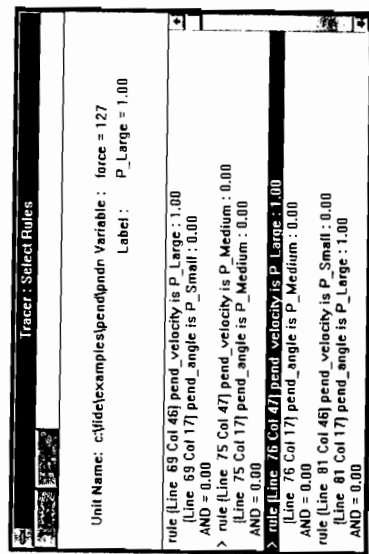 Tracer : Select Rules
Unit Name: c:\fide\examples\pend\pndn Variable : force = 127
Label : P_Large = 1.00
rule (Line 69 Col 46) pend_velocity is P_Large : 1.00
(Line 69 Col 17) pend_angle is P_Small : 0.00
AND = 0.00
> rule (Line 75 Col 47) pend_velocity is P_Medium : 0.00
(Line 75 Col 17) pend_angle is P_Medium : 0.00
AND = 0.00
> rule (Line 76 Col 47) pend_velocity is P_Large : 1.00
(Line 76 Col 17) pend_angle is P_Medium : 0.00
AND = 0.00
rule (Line 81 Col 46) pend_velocity is P_Small : 0.00
(Line 81 Col 17) pend_angle is P_Large : 1.00
AND = 0.00